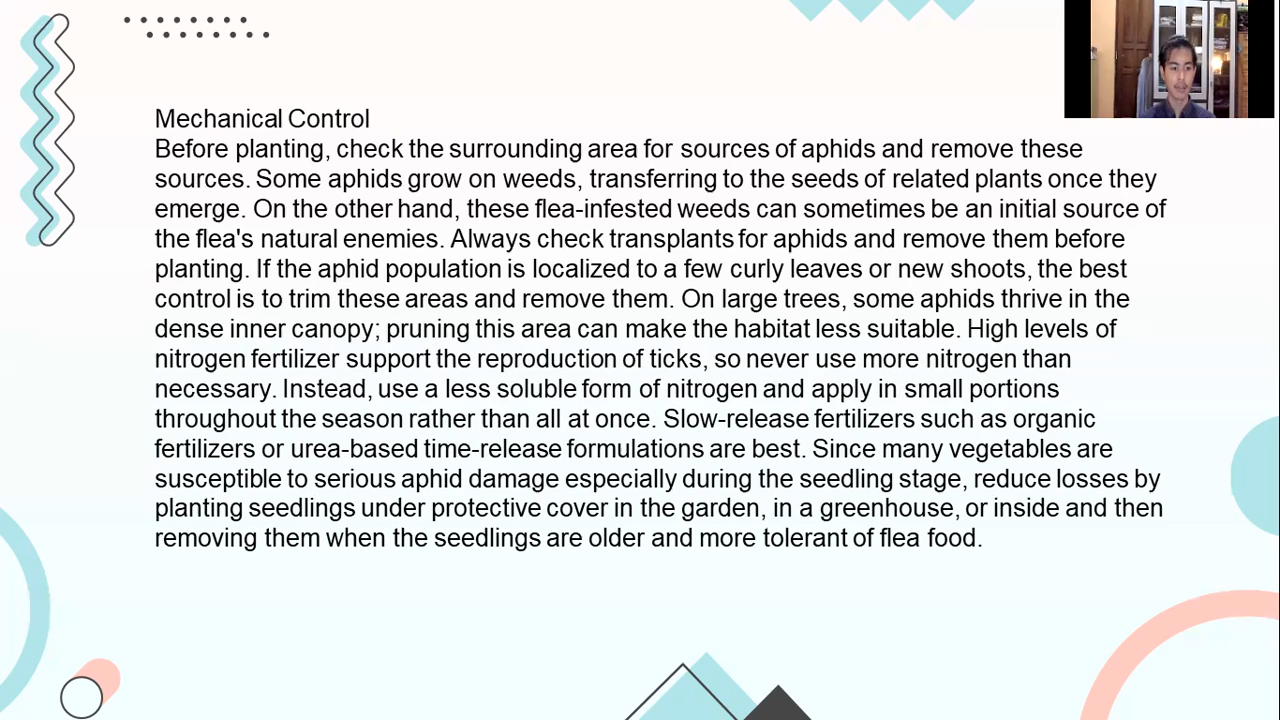 Mechanical Control
Before planting, check the surrounding area for sources of aphids and remove these
sources. Some aphids grow on weeds, transferring to the seeds of related plants once they
emerge. On the other hand, these flea-infested weeds can sometimes be an initial source of
the flea's natural enemies. Always check transplants for aphids and remove them before
planting. If the aphid population is localized to a few curly leaves or new shoots, the best
control is to trim these areas and remove them. On large trees, some aphids thrive in the
dense inner canopy; pruning this area can make the habitat less suitable. High levels of
nitrogen fertilizer support the reproduction of ticks, so never use more nitrogen than
necessary. Instead, use a less soluble form of nitrogen and apply in small portions
throughout the season rather than all at once. Slow-release fertilizers such as organic
fertilizers or urea-based time-release formulations are best. Since many vegetables are
susceptible to serious aphid damage especially during the seedling stage, reduce losses by
planting seedlings under protective cover in the garden, in a greenhouse, or inside and then
removing them when the seedlings are older and more tolerant of flea food.